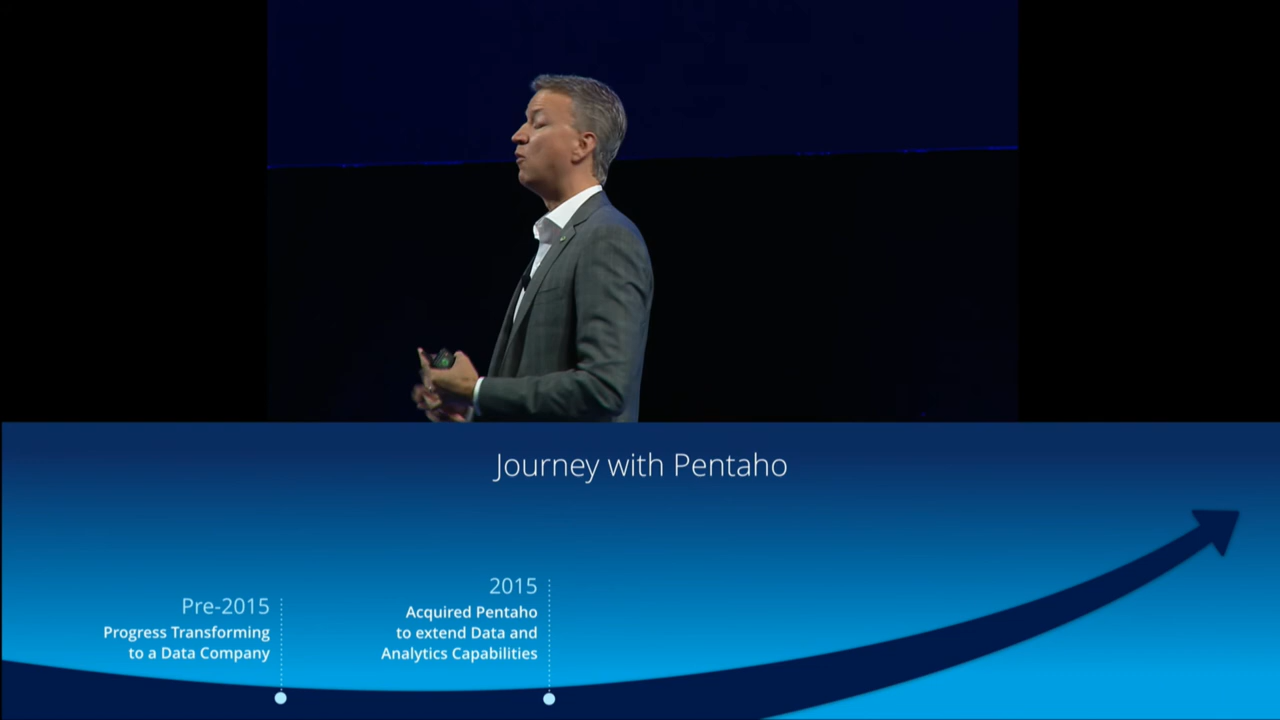 Journey with Pentaho
Pre-2015
Progress Transforming
to a Data Company
2015
Acquired Pentaho
to extend Data and
Analytics Capabilities